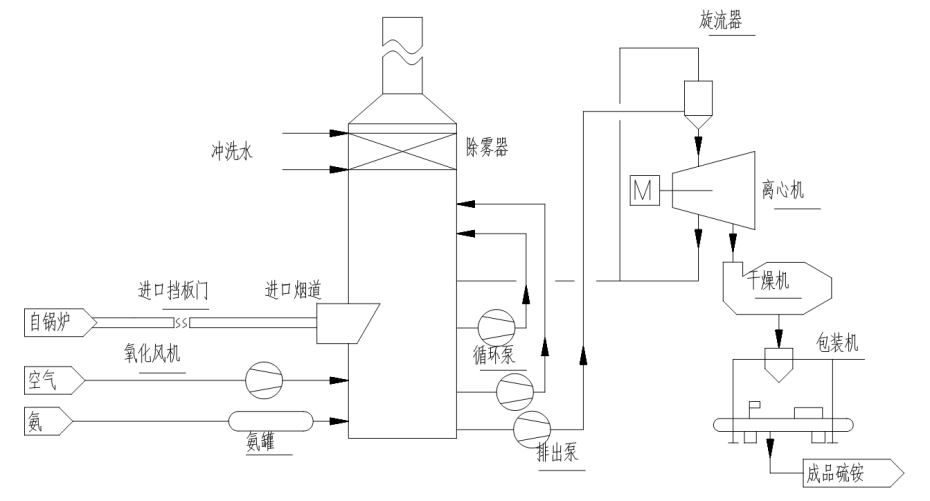 旋流器
冲洗水
除雾器
M
离心机
进口挡板门
进口烟道
干燥机
自锅炉
氧化风机
循环泵
包装机
空气
氨
氨罐
排出泵
成品硫铵